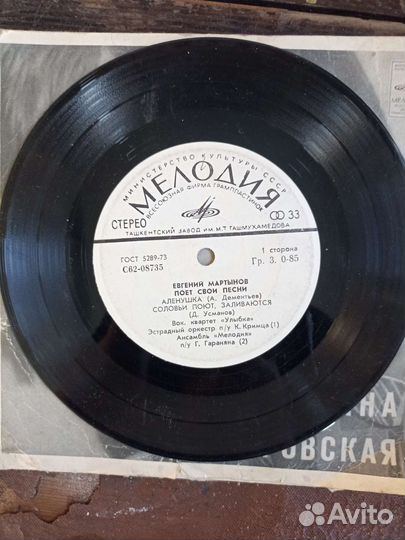 МИНИСТЕРСТВО КУЛЬТУРЫ СССР
МЕЛОДИЯ
ВСЕСОЮЗНАЯ ФИРМА ГРАМПЛАСТИНОК
СТЕРЕО
33
ТАШКЕНТСКИЙ ЗАВОД ИМ. М.Т. ТАШМУХАМЕДОВА
ГОСТ 5289-73
1 сторона
С62-08735
Гр. 3. 0-85
ЕВГЕНИЙ МАРТЫНОВ
ПОЕТ СВОИ ПЕСНИ
АЛЕНУШКА (А. Дементьев)
СОЛОВЬИ ПОЮТ, ЗАЛИВАЮТСЯ
(Д. Усманов)
Вок. квартет «Улыбка»
Эстрадный оркестр п/у К. Кримца (1)
Ансамбль «Мелодия»
п/у Г. Гараняна (2)
ОВСКАЯ
Avito